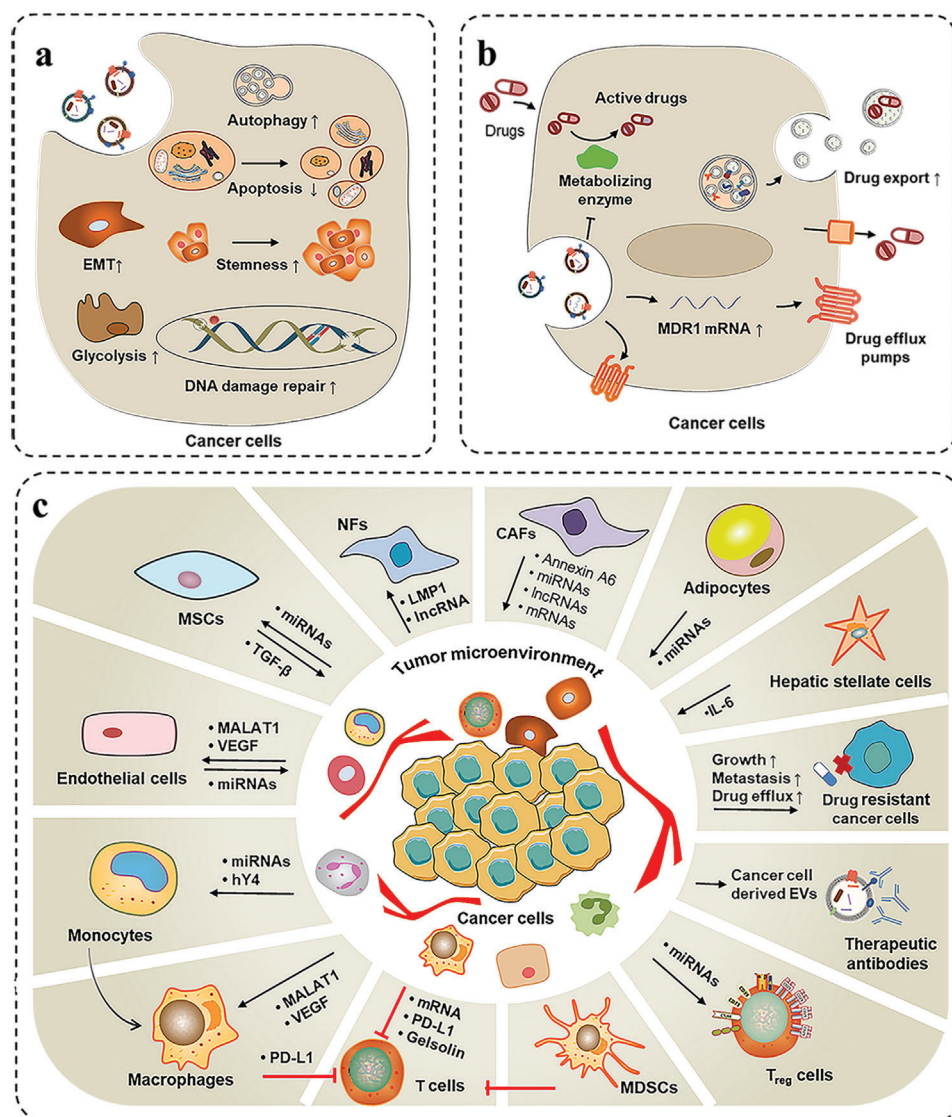 a
Autophagy ↑
Apoptosis ↓
EMT↑
Stemness ↑
Glycolysis ↑
DNA damage repair ↑
Cancer cells
b
Drugs
Active drugs
Metabolizing
enzyme
Drug export ↑
MDR1 mRNA ↑
Drug efflux
pumps
Cancer cells
c
MSCs
• miRNAs
• TGF-β
NFs
• LMP1
• lncRNA
CAFs
• Annexin A6
• miRNAs
• lncRNAs
• mRNAs
Adipocytes
• miRNAs
Hepatic stellate cells
•IL-6
Tumor microenvironment
Endothelial cells
• MALAT1
• VEGF
• miRNAs
Growth ↑
Metastasis ↑
Drug efflux ↑
Drug resistant
cancer cells
Monocytes
• miRNAs
• hY4
Cancer cells
Cancer cell
derived EVs
Therapeutic
antibodies
Macrophages
• MALAT1
• VEGF
• PD-L1
• mRNA
• PD-L1
• Gelsolin
T cells
MDSCs
• miRNAs
Treg cells